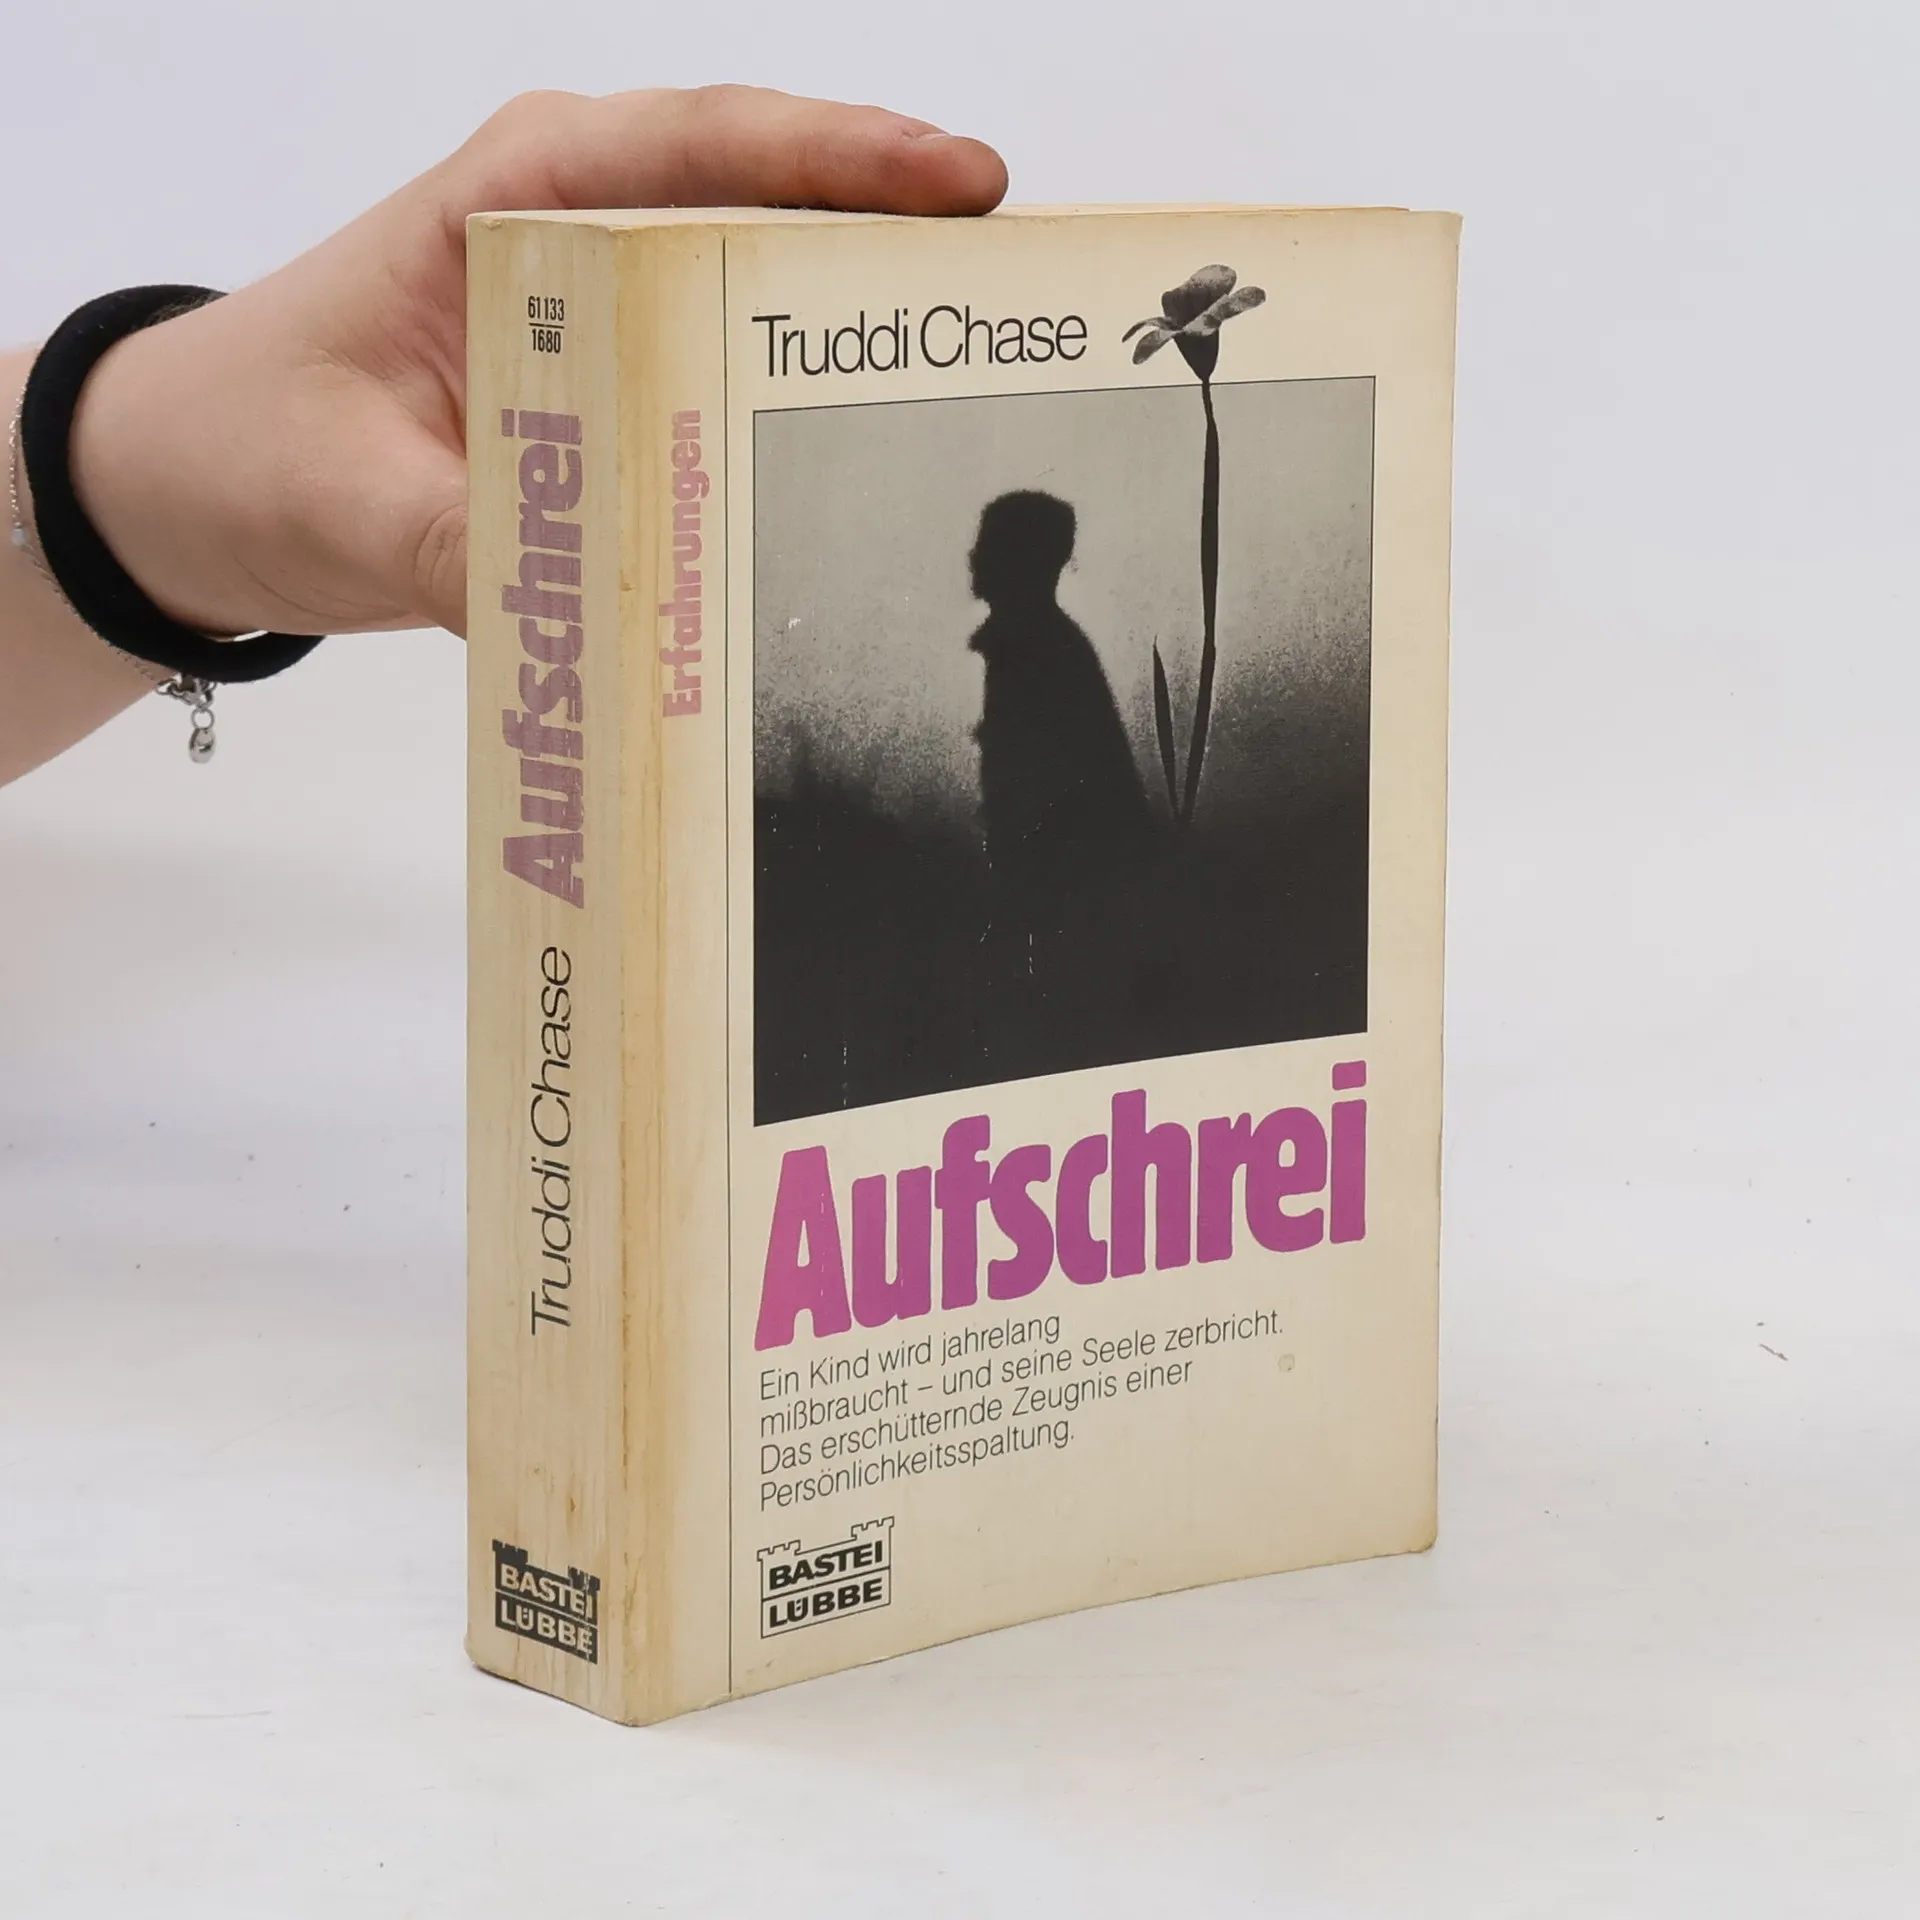 61133
1680
Aufschrei
Truddi Chase
BASTEI
LÜBBE
Erfahrungen
Truddi Chase
Aufschrei
Ein Kind wird jahrelang
mißbraucht – und seine Seele zerbricht.
Das erschütternde Zeugnis einer
Persönlichkeitsspaltung.
BASTEI
LÜBBE